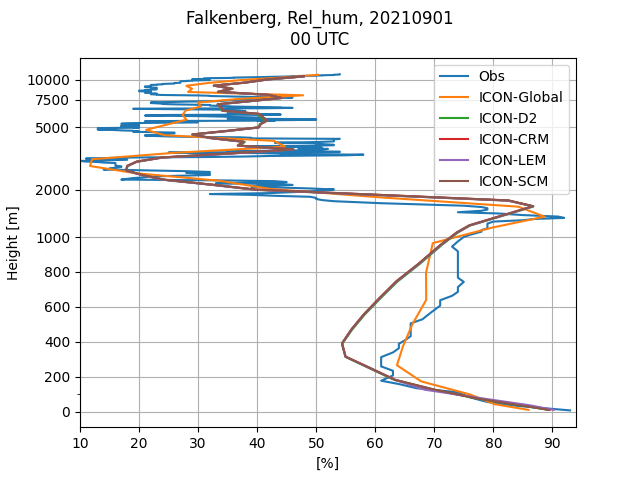 Falkenberg, Rel_hum, 20210901
00 UTC
Obs
ICON-Global
ICON-D2
ICON-CRM
ICON-LEM
ICON-SCM
Height [m]
10000
7500
5000
2000
1000
800
600
400
200
0
10 20 30 40 50 60 70 80 90
[%]